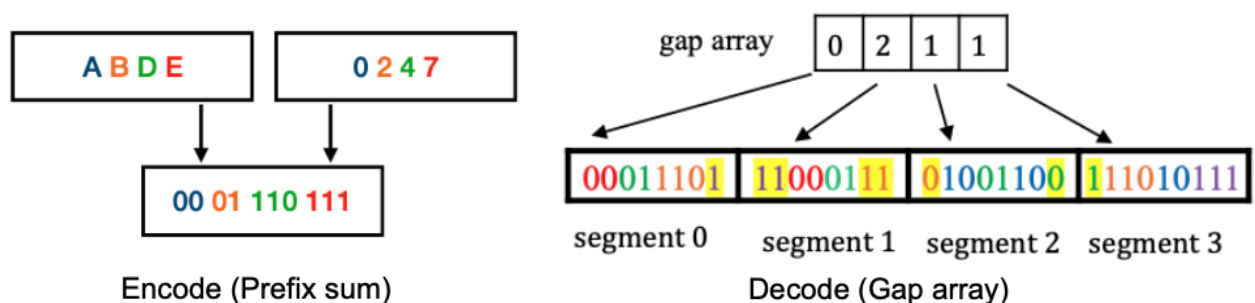 gap array 0 2 1 1
A B D E 0 2 4 7
00 01 110 111
00011101 11000111 01001100 111010111
segment 0 segment 1 segment 2 segment 3
Encode (Prefix sum) Decode (Gap array)